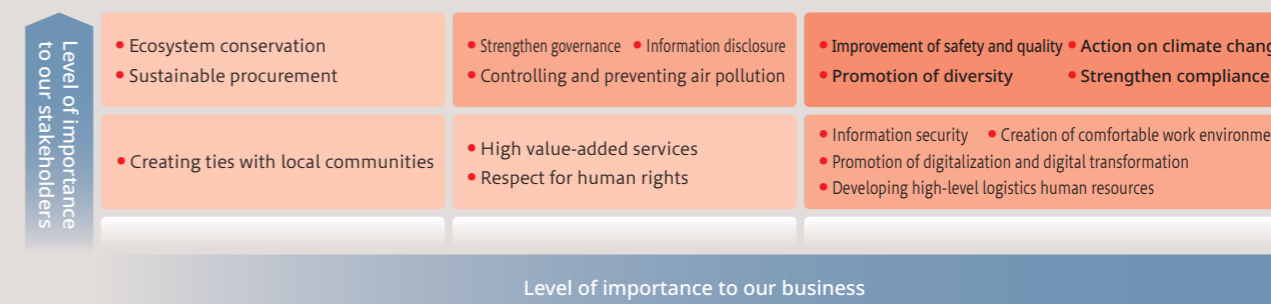 Level of importance
to our stakeholders
• Ecosystem conservation
• Sustainable procurement
• Strengthen governance • Information disclosure
• Controlling and preventing air pollution
• Improvement of safety and quality • Action on climate chang
• Promotion of diversity • Strengthen compliance
• Creating ties with local communities
• High value-added services
• Respect for human rights
• Information security • Creation of comfortable work environme
• Promotion of digitalization and digital transformation
• Developing high-level logistics human resources
Level of importance to our business